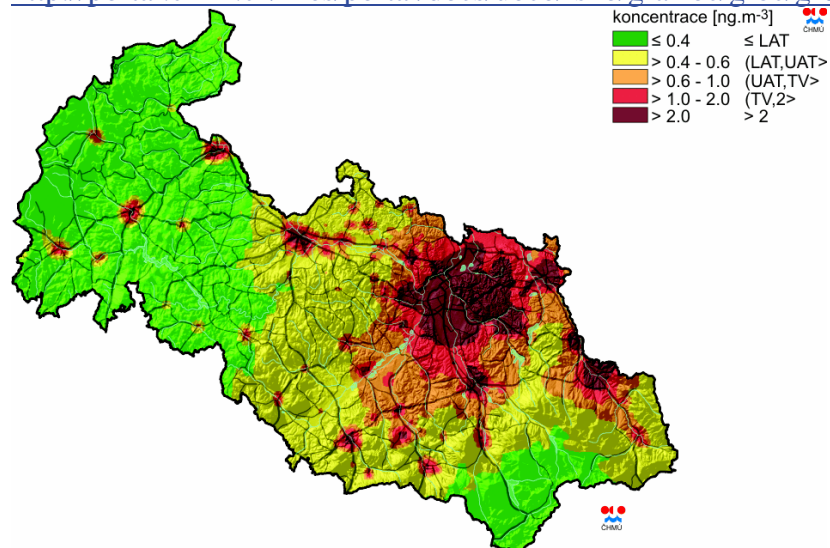 koncentrace [ng.m-3]
≤ 0.4 ≤ LAT
> 0.4 - 0.6 (LAT,UAT>
> 0.6 - 1.0 (UAT,TV>
> 1.0 - 2.0 (TV,2>
> 2.0 > 2
ČHMÚ
ČHMÚ